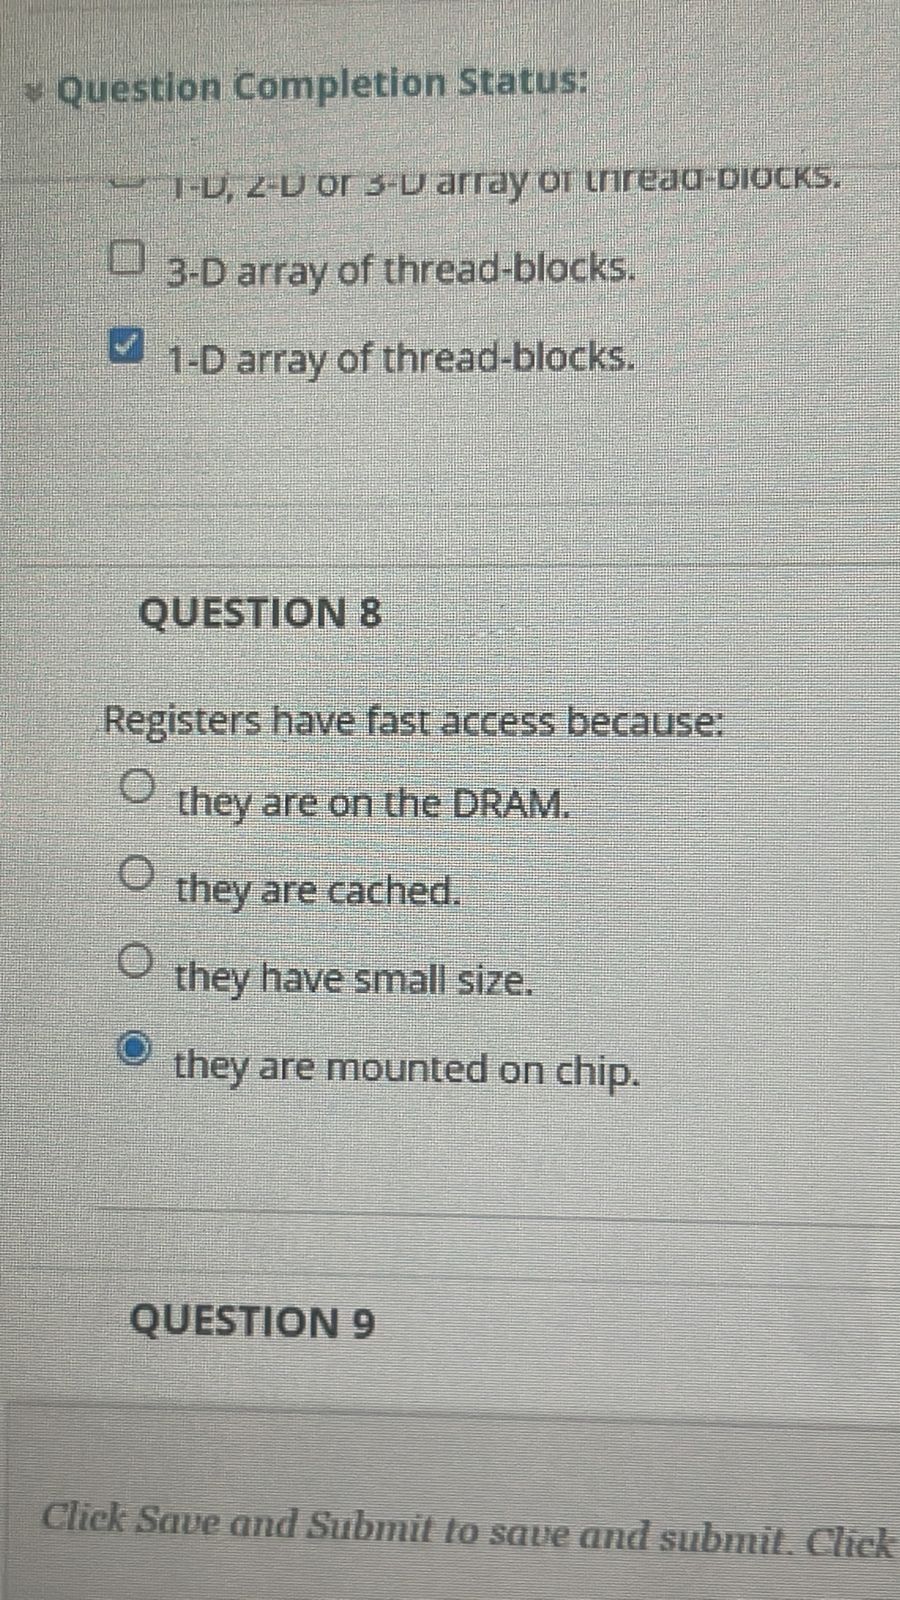 Question Completion Status:
1-D, 2-D or 3-D array of thread-blocks.
3-D array of thread-blocks.
1-D array of thread-blocks.
QUESTION 8
Registers have fast access because:
they are on the DRAM.
they are cached.
they have small size.
they are mounted on chip.
QUESTION 9
Click Save and Submit to save and submit. Click